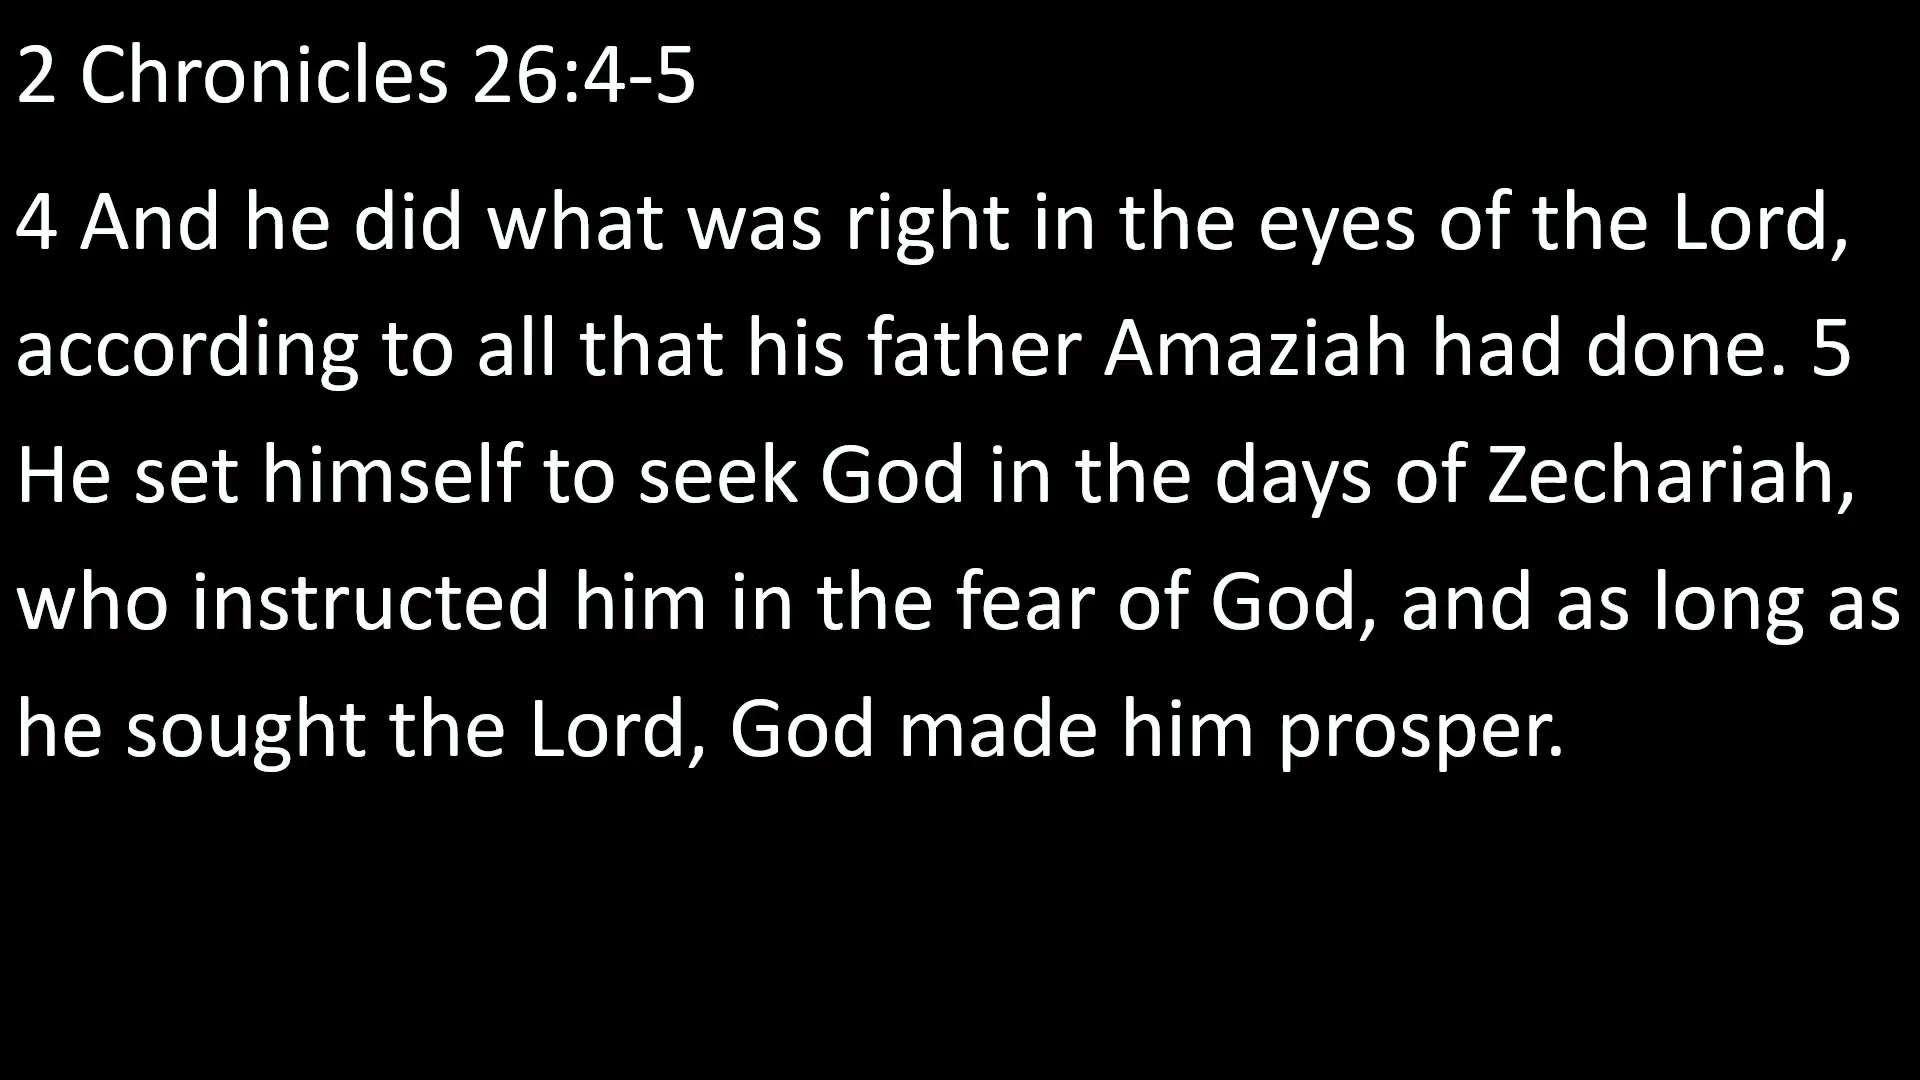 2 Chronicles 26:4-5
4 And he did what was right in the eyes of the Lord,
according to all that his father Amaziah had done. 5
He set himself to seek God in the days of Zechariah,
who instructed him in the fear of God, and as long as
he sought the Lord, God made him prosper.